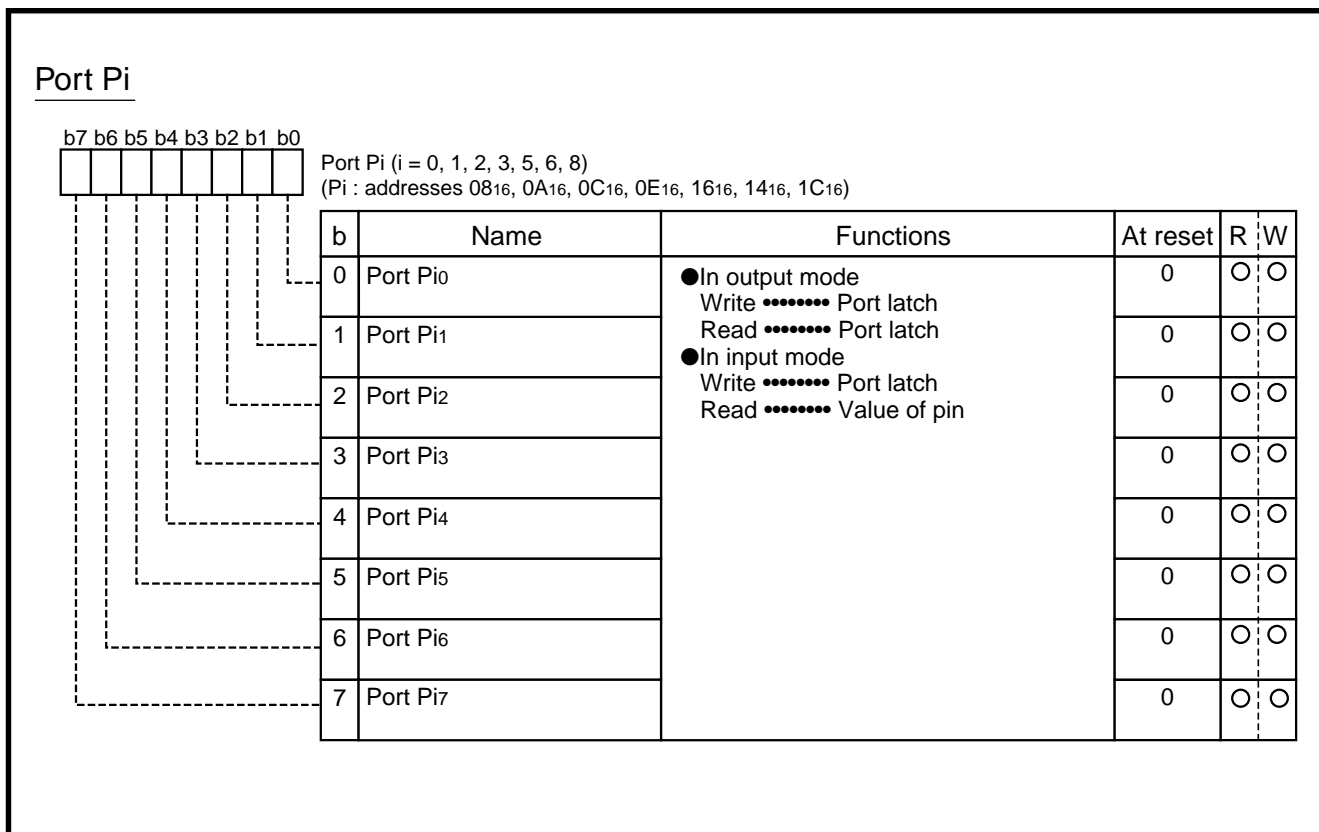 Port Pi
b7 b6 b5 b4 b3 b2 b1 b0
Port Pi (i = 0, 1, 2, 3, 5, 6, 8)
(Pi : addresses 0816, 0A16, 0C16, 0E16, 1616, 1416, 1C16)
b Name Functions At reset R W
0 Port Pi0 ●In output mode 0 ○ ○
Write •••••••• Port latch
Read •••••••• Port latch
1 Port Pi1 0 ○ ○
●In input mode
Write •••••••• Port latch
2 Port Pi2 0 ○ ○
Read •••••••• Value of pin
3 Port Pi3 0 ○ ○
4 Port Pi4 0 ○ ○
5 Port Pi5 0 ○ ○
6 Port Pi6 0 ○ ○
7 Port Pi7 0 ○ ○